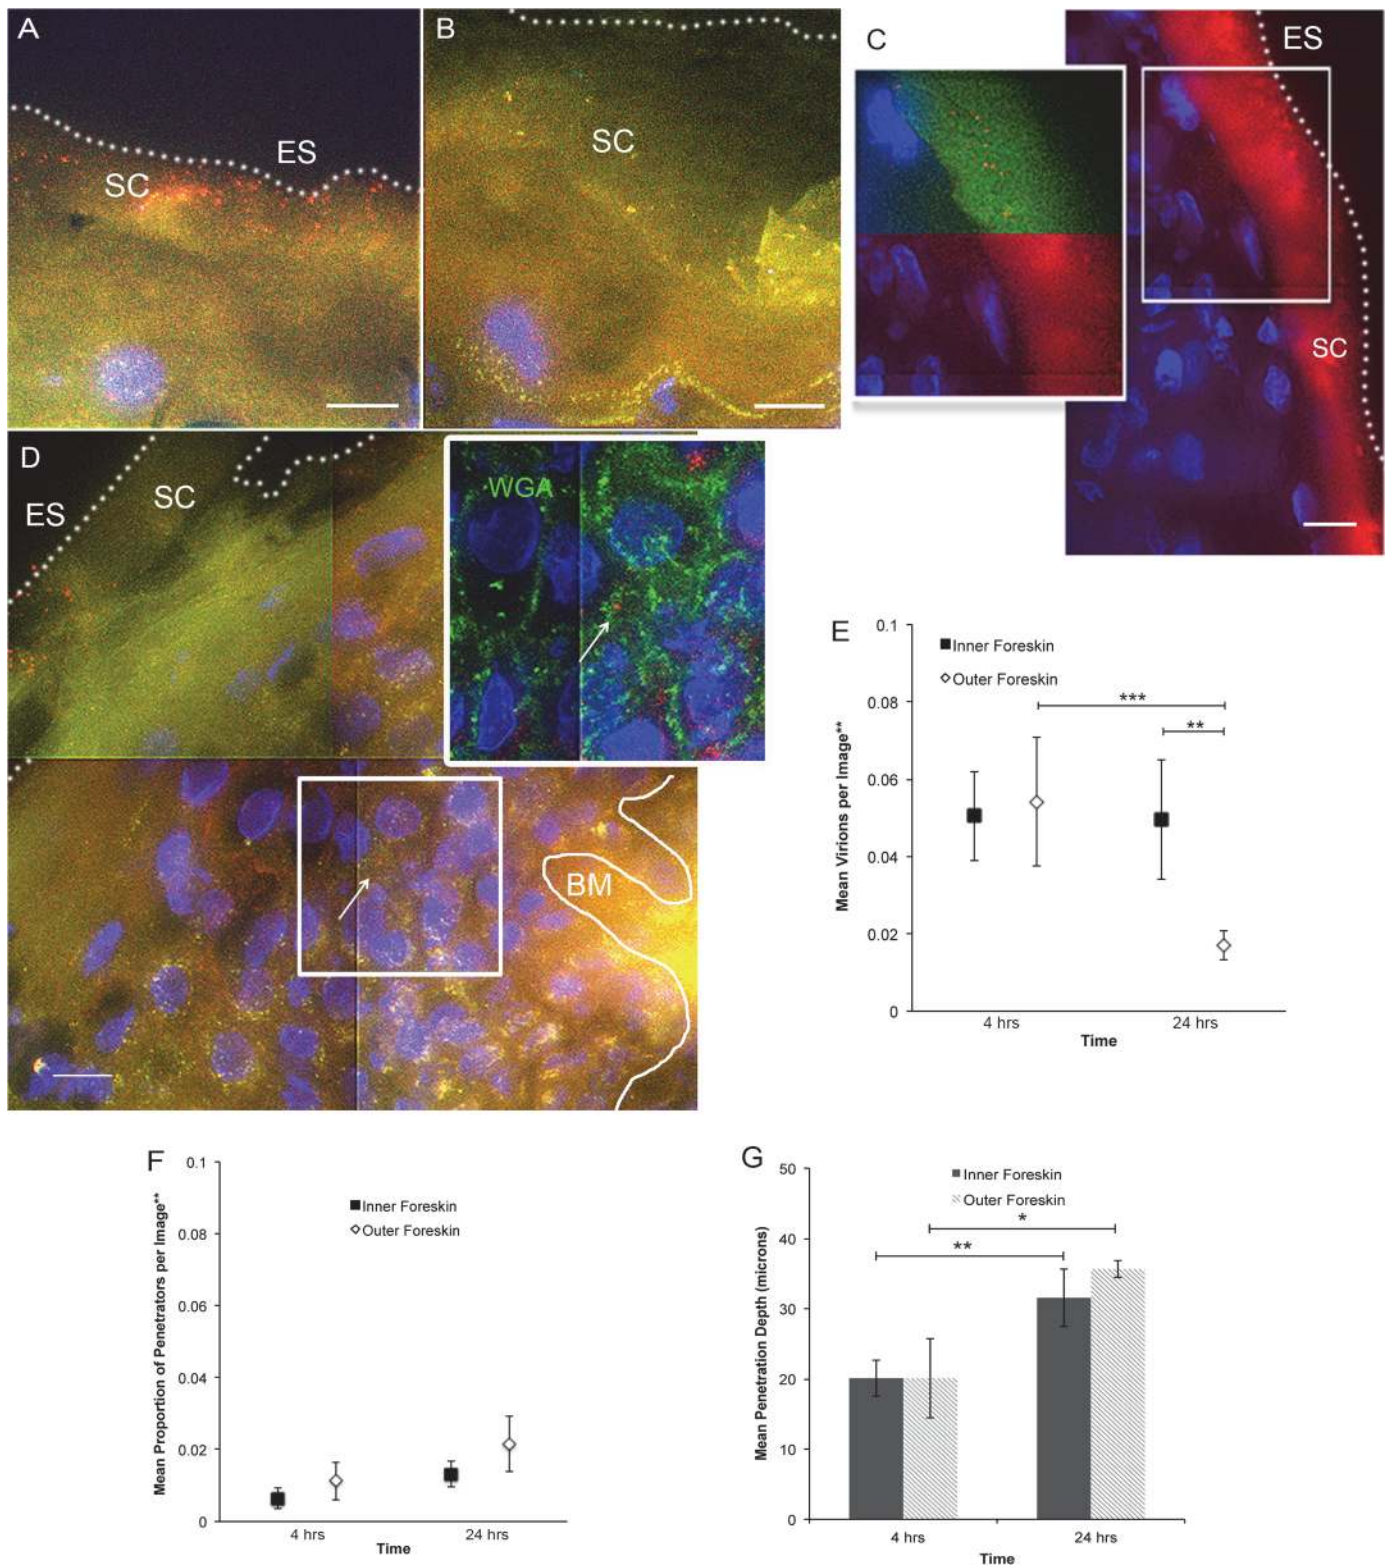 A
ES
SC
B
SC
C
ES
SC
D
SC
ES
WGA
BM
E
0.1
0.08
0.06
0.04
0.02
0
Mean Virions per Image**
Inner Foreskin
Outer Foreskin
***
**
4 hrs
24 hrs
Time
F
0.1
0.08
0.06
0.04
0.02
0
Mean Proportion of Penetrators per Image**
Inner Foreskin
Outer Foreskin
4 hrs
24 hrs
Time
G
50
40
30
20
10
0
Mean Penetration Depth (microns)
Inner Foreskin
Outer Foreskin
*
**
4 hrs
24 hrs
Time